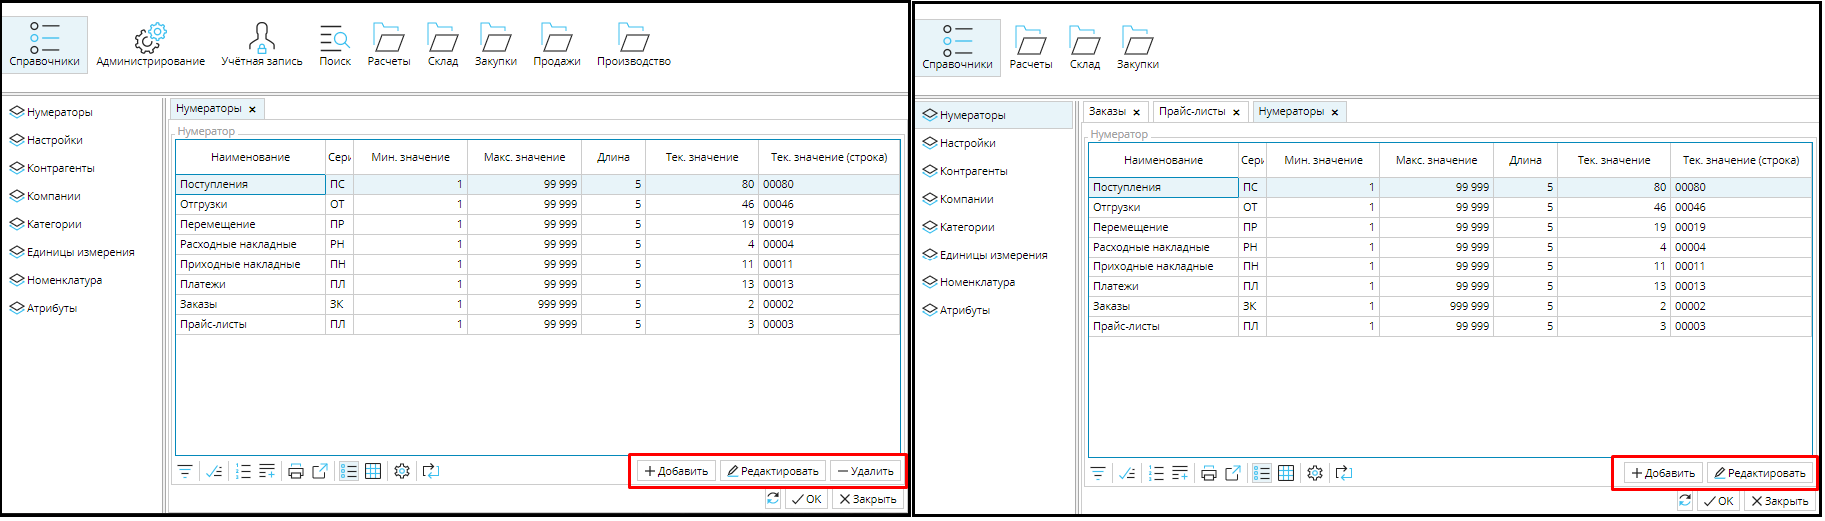 Справочники Администрирование Учётная запись Поиск Расчеты Склад Закупки Продажи Производство
Нумераторы
Настройки
Контрагенты
Компании
Категории
Единицы измерения
Номенклатура
Атрибуты
Нумераторы
Нумератор
Наименование Сери Мин. значение Макс. значение Длина Тек. значение Тек. значение (строка)
Поступления ПС 1 99 999 5 80 00080
Отгрузки ОТ 1 99 999 5 46 00046
Перемещение ПР 1 99 999 5 19 00019
Расходные накладные РН 1 99 999 5 4 00004
Приходные накладные ПН 1 99 999 5 11 00011
Платежи ПЛ 1 99 999 5 13 00013
Заказы ЗК 1 999 999 5 2 00002
Прайс-листы ПЛ 1 99 999 5 3 00003
Добавить Редактировать Удалить
OK Закрыть
Справочники Расчеты Склад Закупки
Нумераторы
Настройки
Контрагенты
Компании
Категории
Единицы измерения
Номенклатура
Атрибуты
Заказы Прайс-листы Нумераторы
Нумератор
Наименование Сери Мин. значение Макс. значение Длина Тек. значение Тек. значение (строка)
Поступления ПС 1 99 999 5 80 00080
Отгрузки ОТ 1 99 999 5 46 00046
Перемещение ПР 1 99 999 5 19 00019
Расходные накладные РН 1 99 999 5 4 00004
Приходные накладные ПН 1 99 999 5 11 00011
Платежи ПЛ 1 99 999 5 13 00013
Заказы ЗК 1 999 999 5 2 00002
Прайс-листы ПЛ 1 99 999 5 3 00003
Добавить Редактировать
OK Закрыть